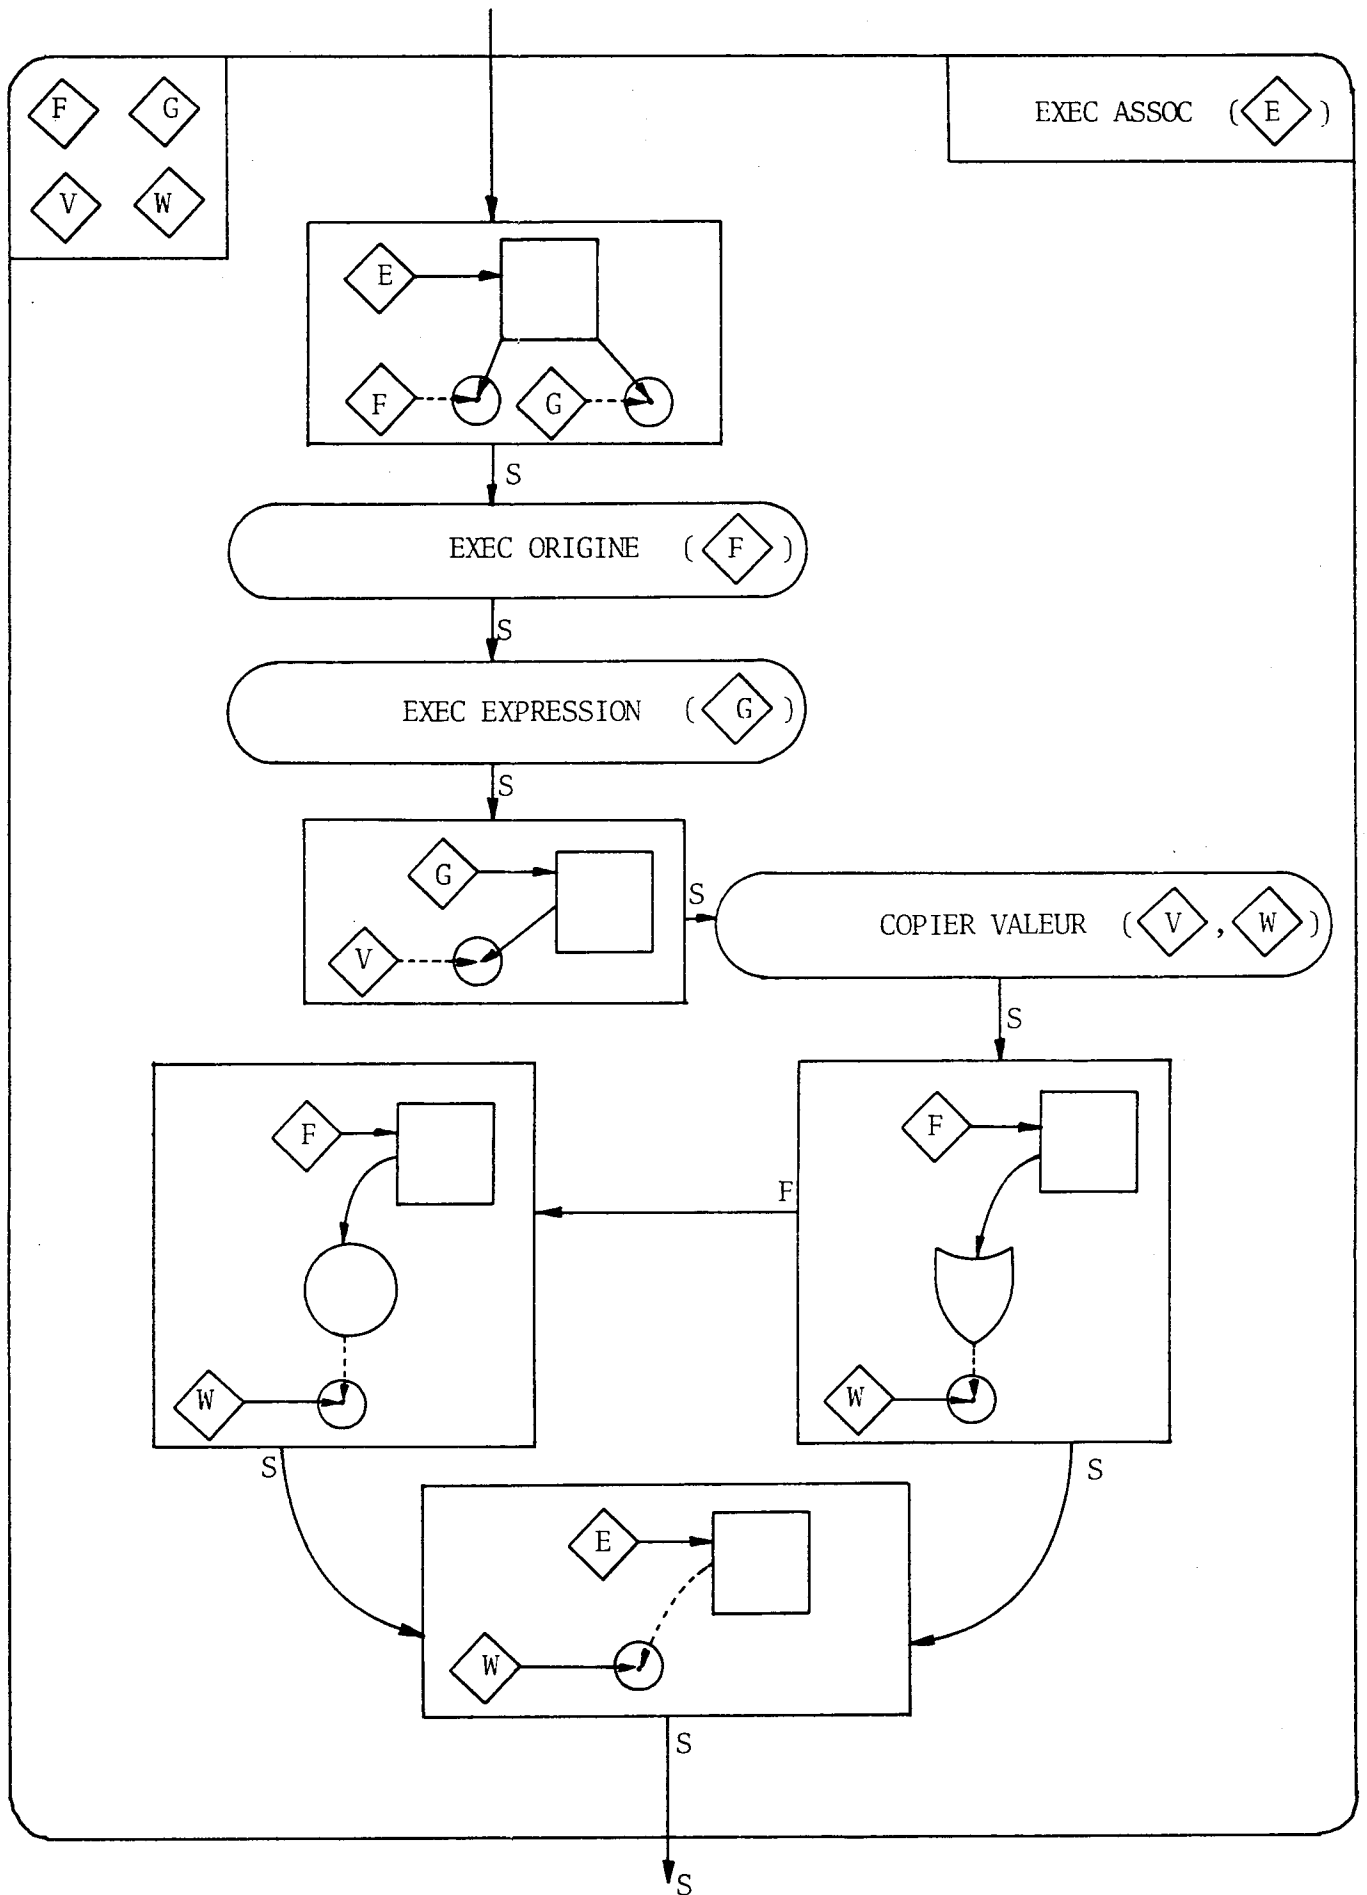 F G
V W
EXEC ASSOC (E)
E
F G
S
EXEC ORIGINE (F)
S
EXEC EXPRESSION (G)
S
G
V
S
COPIER VALEUR (V, W)
S
F
W
F
F
W
S
S
E
W
S
S